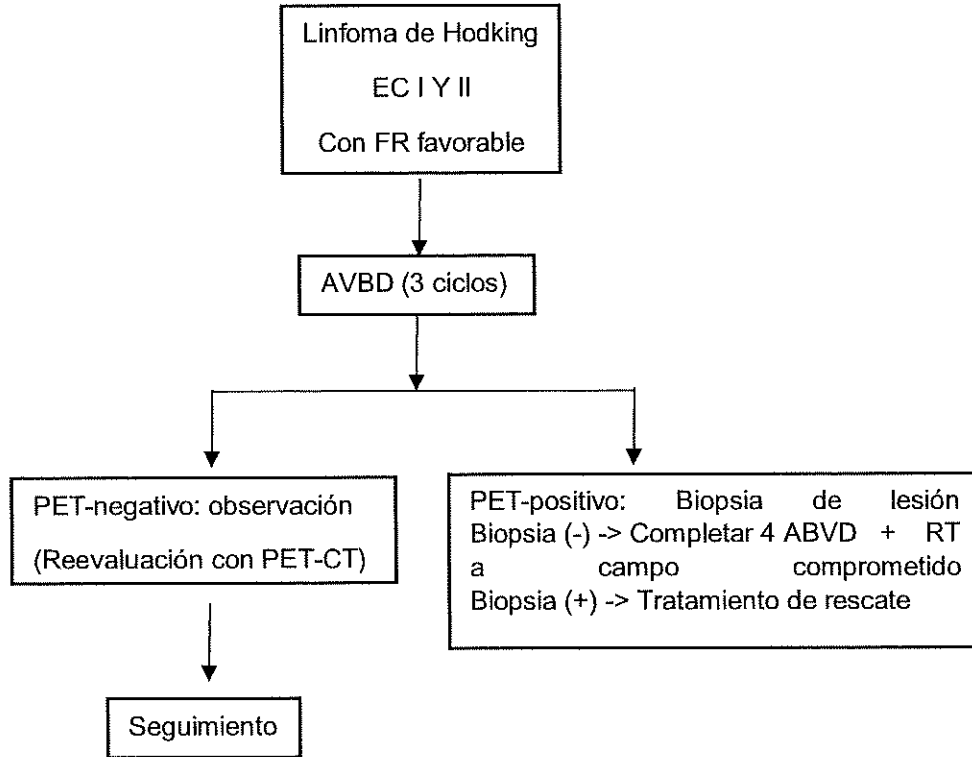 Linfoma de Hodking
EC I Y II
Con FR favorable
AVBD (3 ciclos)
PET-negativo: observación
(Reevaluación con PET-CT)
PET-positivo: Biopsia de lesión
Biopsia (-) -> Completar 4 ABVD + RT
a campo comprometido
Biopsia (+) -> Tratamiento de rescate
Seguimiento